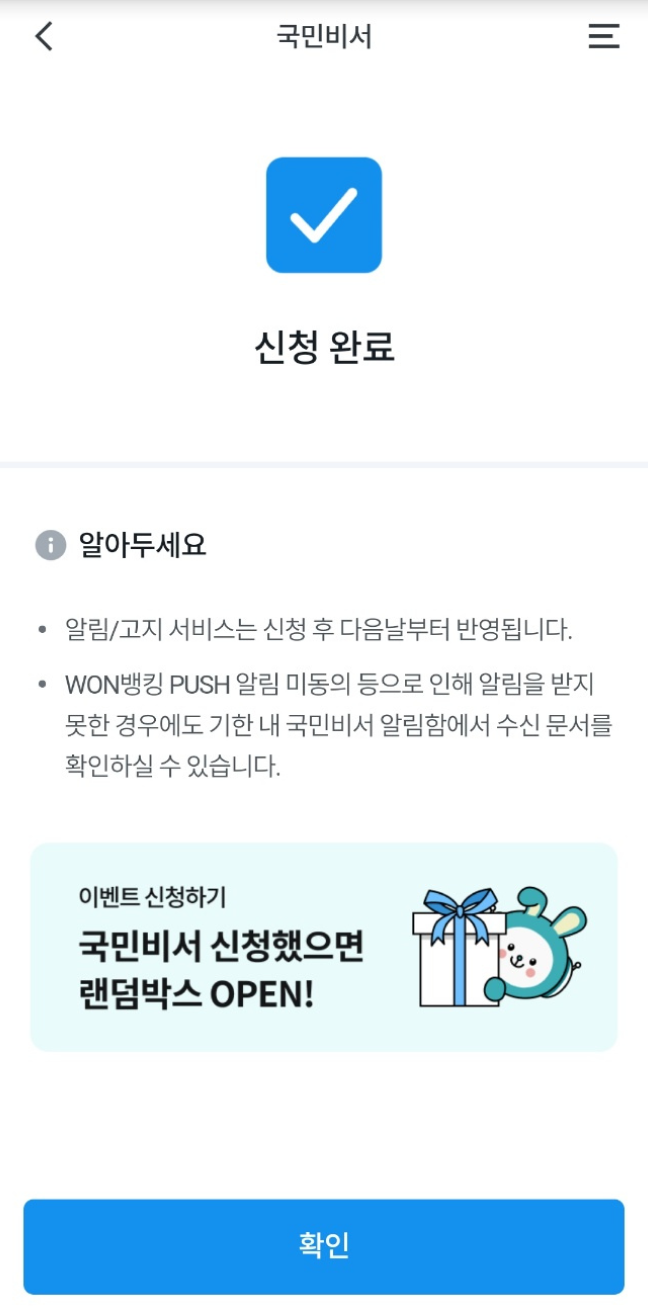 국민비서
신청 완료
알아두세요
• 알림/고지 서비스는 신청 후 다음날부터 반영됩니다.
• WON뱅킹 PUSH 알림 미동의 등으로 인해 알림을 받지
못한 경우에도 기한 내 국민비서 알림함에서 수신 문서를
확인하실 수 있습니다.
이벤트 신청하기
국민비서 신청했으면
랜덤박스 OPEN!
확인